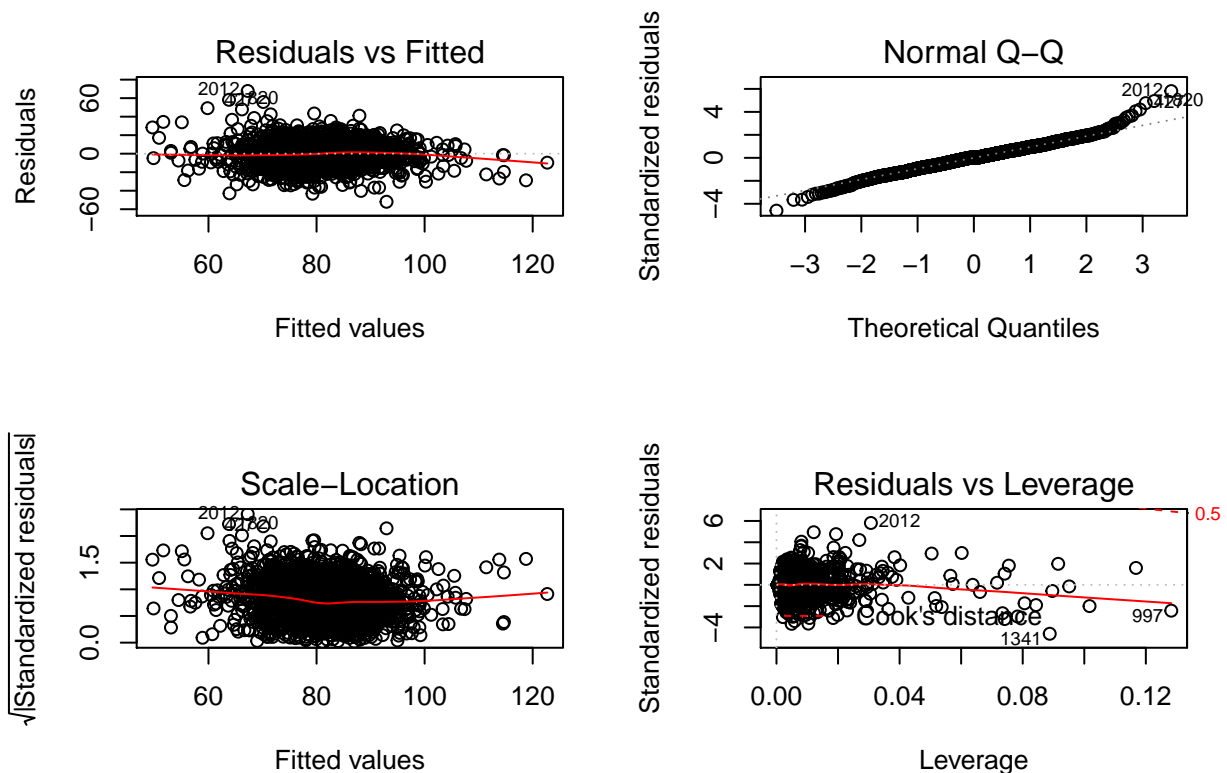 Residuals vs Fitted
Residuals
60
0
−60
2012
60
80
100
120
Fitted values
Normal Q−Q
Standardized residuals
4
0
−4
2012
−3
−2
−1
0
1
2
3
Theoretical Quantiles
Scale−Location
√|Standardized residuals|
1.5
0.0
2012
60
80
100
120
Fitted values
Residuals vs Leverage
Standardized residuals
6
2
−4
0.5
2012
Cook's distance
997
1341
0.00
0.04
0.08
0.12
Leverage